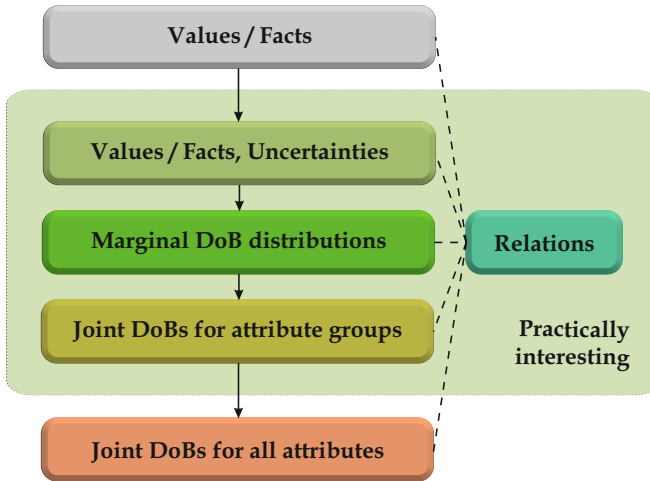 Values / Facts
Values / Facts, Uncertainties
Marginal DoB distributions
Relations
Joint DoBs for attribute groups
Practically
interesting
Joint DoBs for all attributes